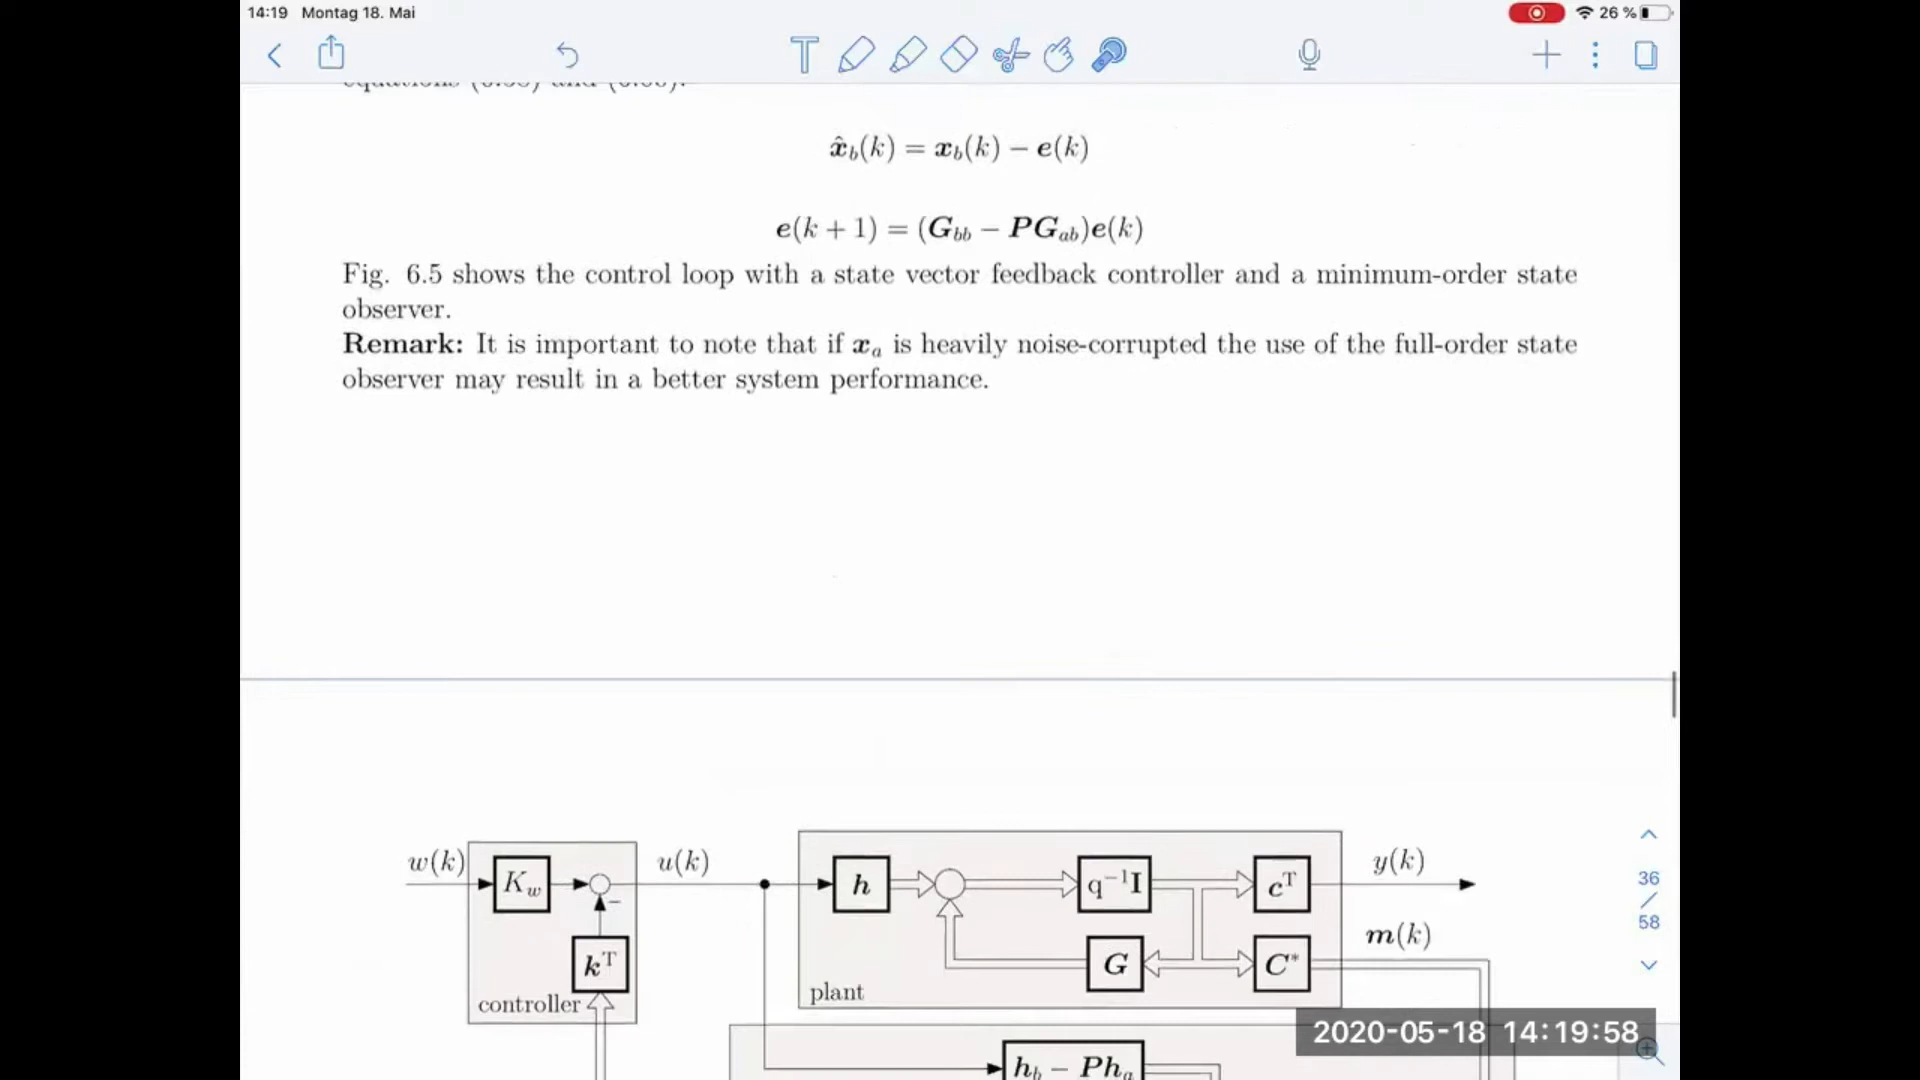 14:19 Montag 18. Mai
26 %
x̂_b(k) = x_b(k) − e(k)
e(k + 1) = (G_bb − PG_ab)e(k)
Fig. 6.5 shows the control loop with a state vector feedback controller and a minimum-order state
observer.
Remark: It is important to note that if x_a is heavily noise-corrupted the use of the full-order state
observer may result in a better system performance.
w(k)
K_w
−
k^T
controller
u(k)
h
q^−1 I
c^T
y(k)
G
C*
m(k)
plant
36
/
58
h_b − Ph_a
2020-05-18 14:19:58